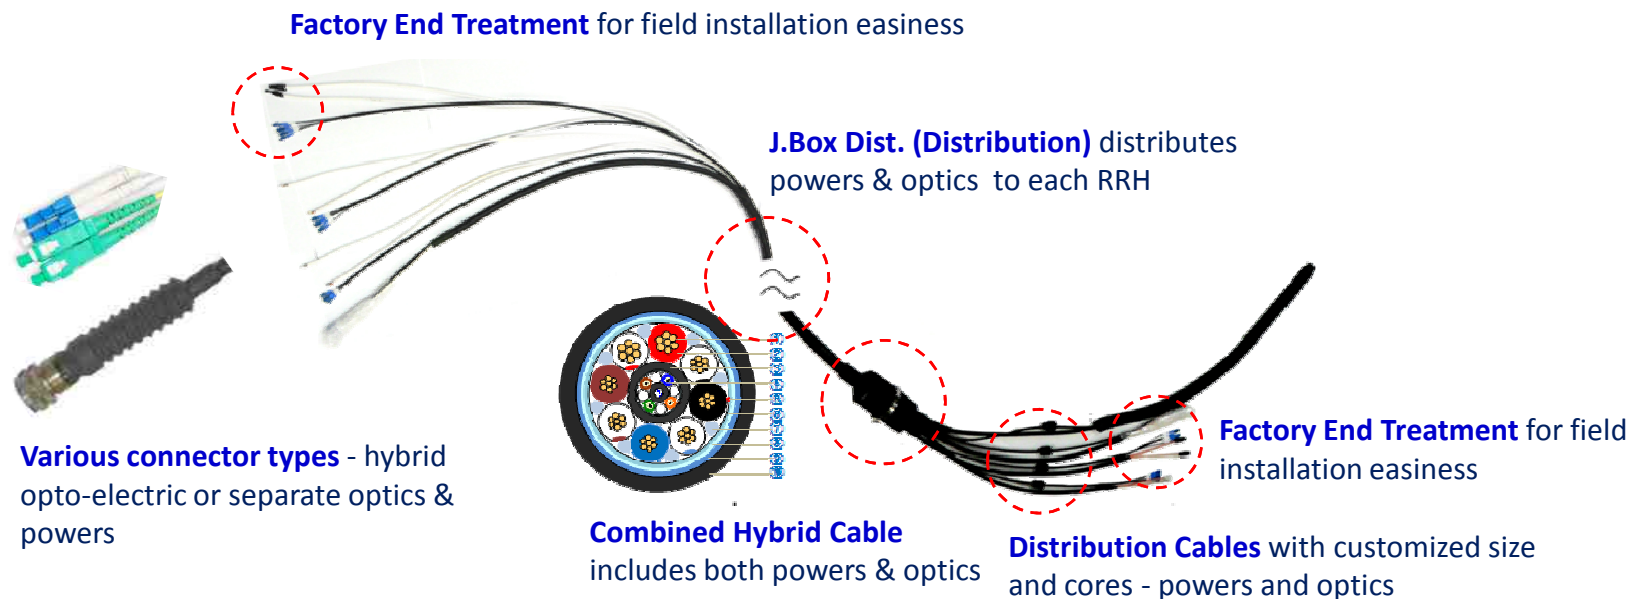 Factory End Treatment for field installation easiness
J.Box Dist. (Distribution) distributes
powers & optics to each RRH
Various connector types - hybrid
opto-electric or separate optics &
powers
Combined Hybrid Cable
includes both powers & optics
Factory End Treatment for field
installation easiness
Distribution Cables with customized size
and cores - powers and optics